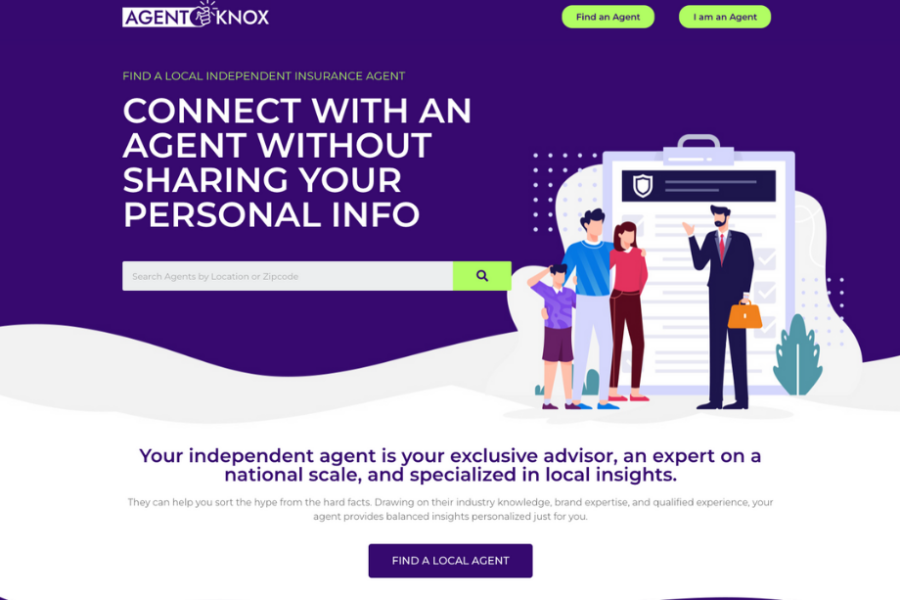 AGENT KNOX
Find an Agent
I am an Agent
FIND A LOCAL INDEPENDENT INSURANCE AGENT
CONNECT WITH AN
AGENT WITHOUT
SHARING YOUR
PERSONAL INFO
Search Agents by Location or Zipcode
Your independent agent is your exclusive advisor, an expert on a
national scale, and specialized in local insights.
They can help you sort the hype from the hard facts. Drawing on their industry knowledge, brand expertise, and qualified experience, your
agent provides balanced insights personalized just for you.
FIND A LOCAL AGENT